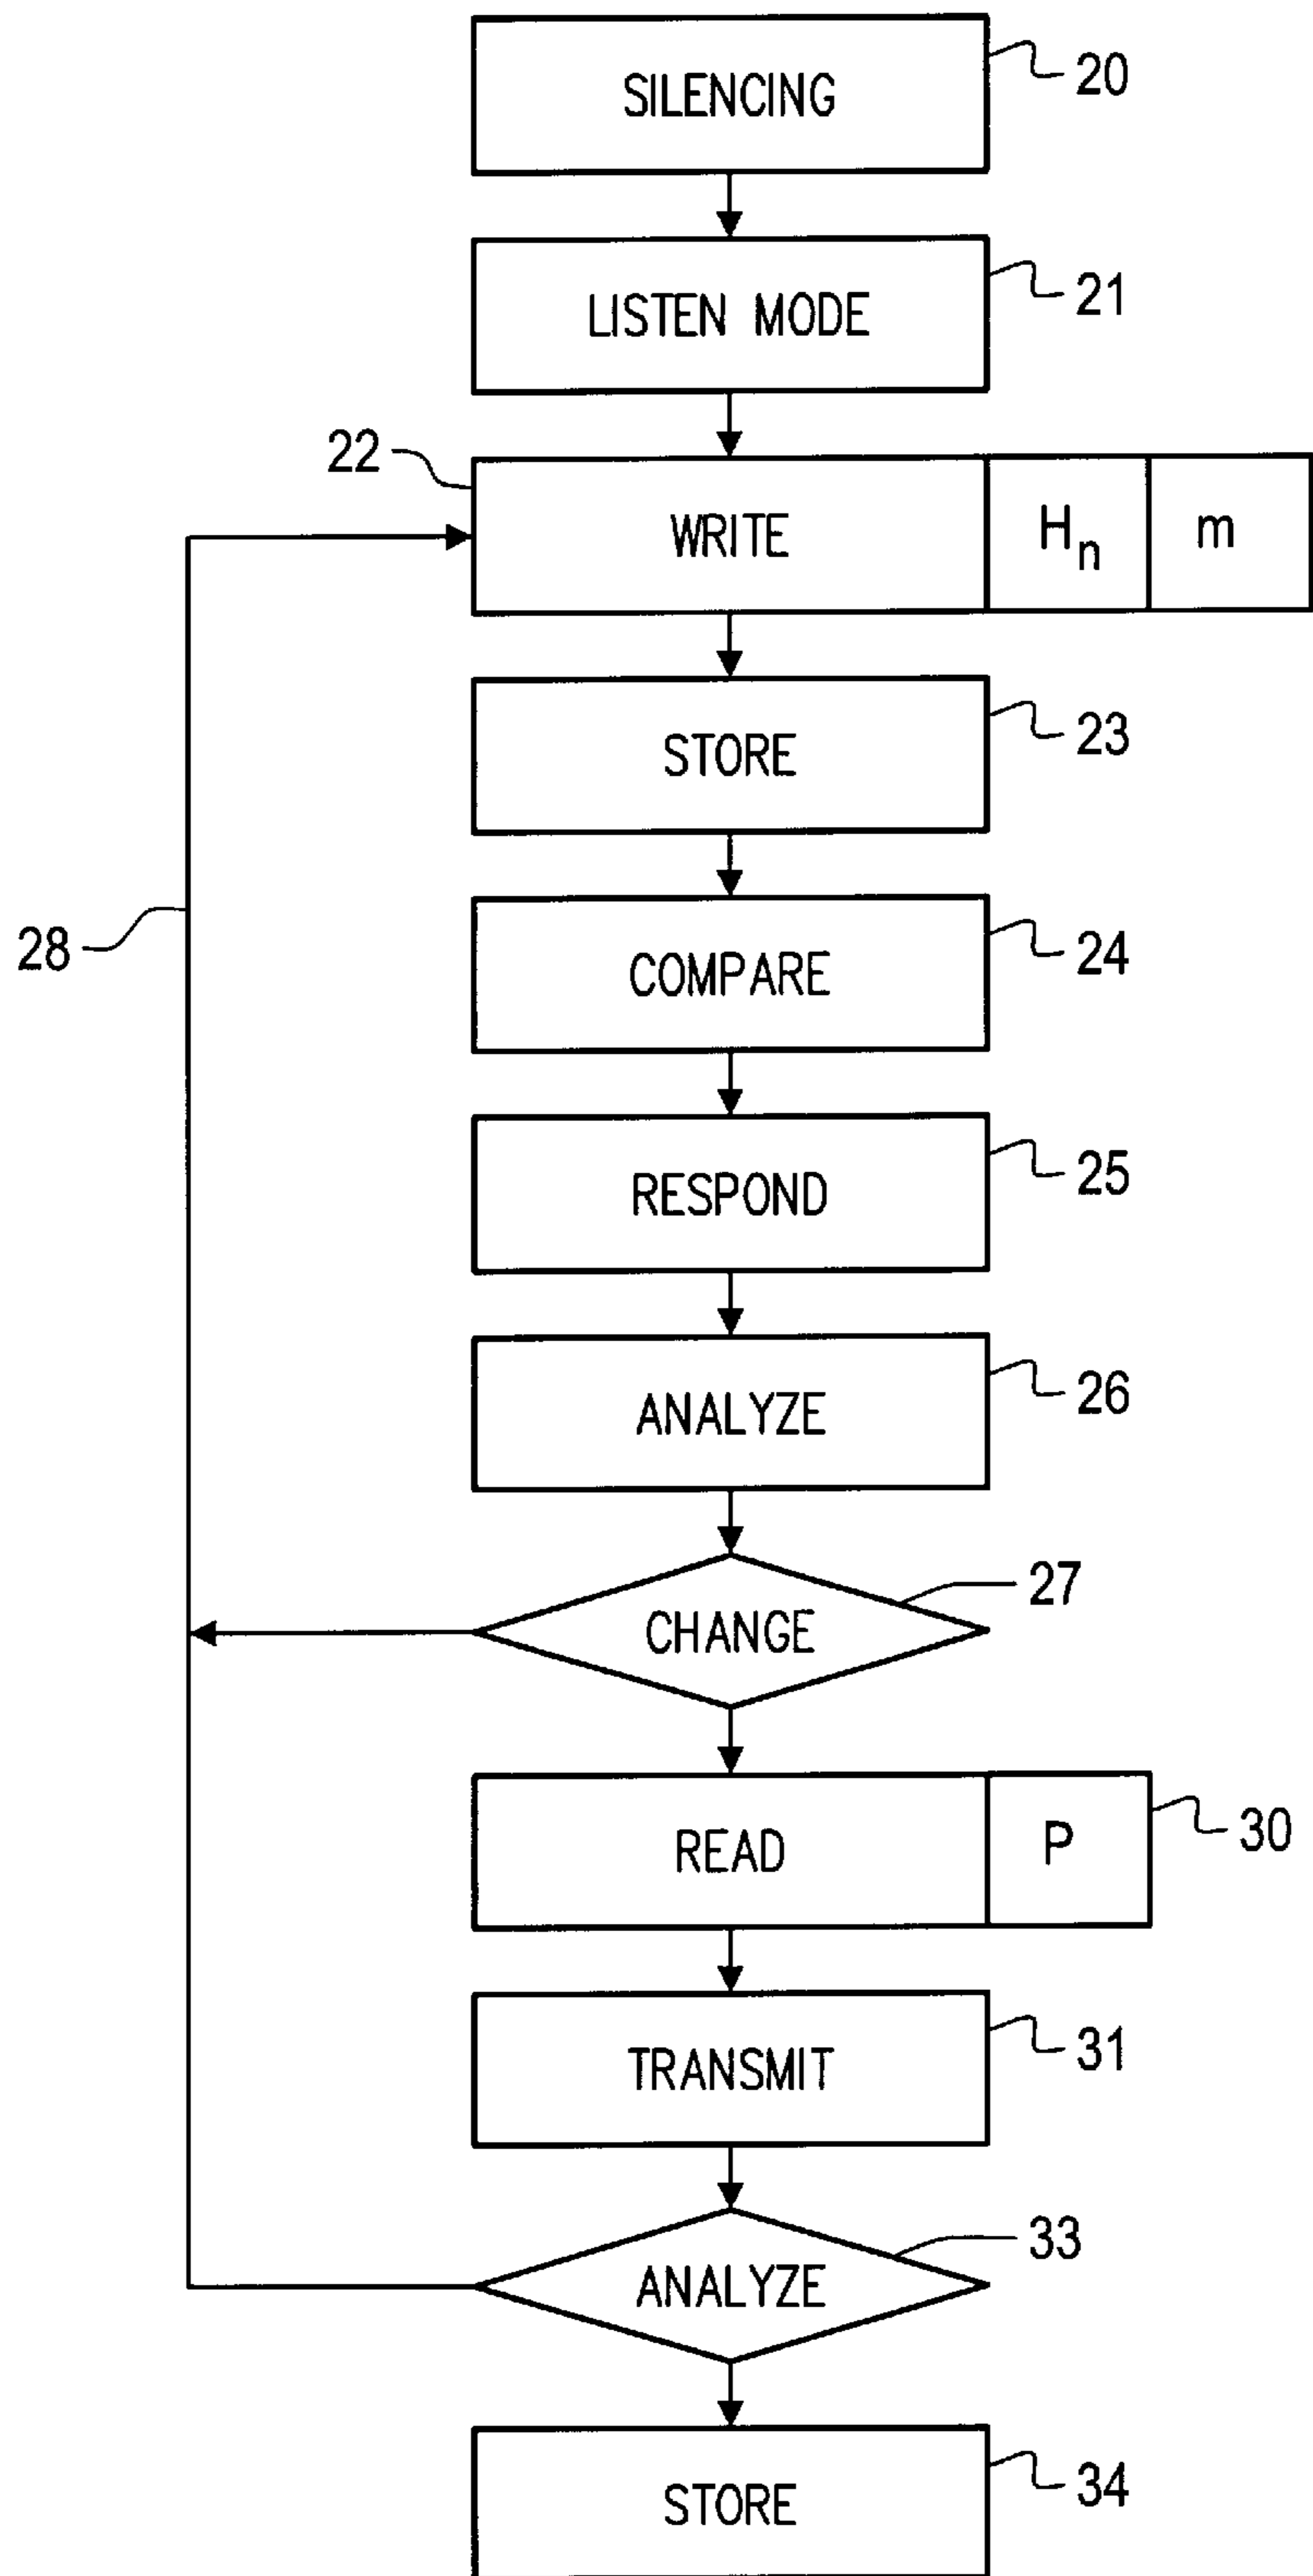 SILENCING
20
LISTEN MODE
21
22
WRITE Hn m
STORE
23
28
COMPARE
24
RESPOND
25
ANALYZE
26
CHANGE
27
READ P
30
TRANSMIT
31
ANALYZE
33
STORE
34